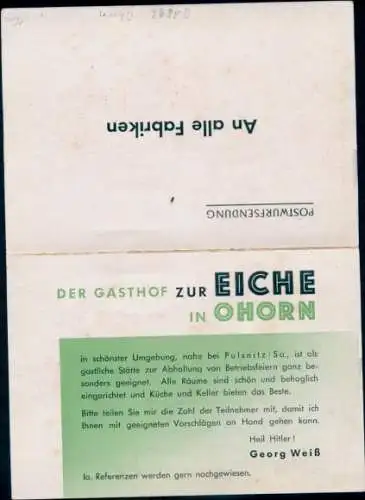 An alle Fabriken
POSTWURFSENDUNG
DER GASTHOF ZUR EICHE
IN OHORN
in schönster Umgebung, nahe bei Pulsnitz/Sa., ist als
gastliche Stätte zur Abhaltung von Betriebsfeiern ganz be-
sonders geeignet. Alle Räume sind schön und behaglich
eingerichtet und Küche und Keller bieten das Beste.
Bitte teilen Sie mir die Zahl der Teilnehmer mit, damit ich
Ihnen mit geeigneten Vorschlägen an Hand gehen kann.
Heil Hitler!
Georg Weiß
Ia. Referenzen werden gern nachgewiesen.